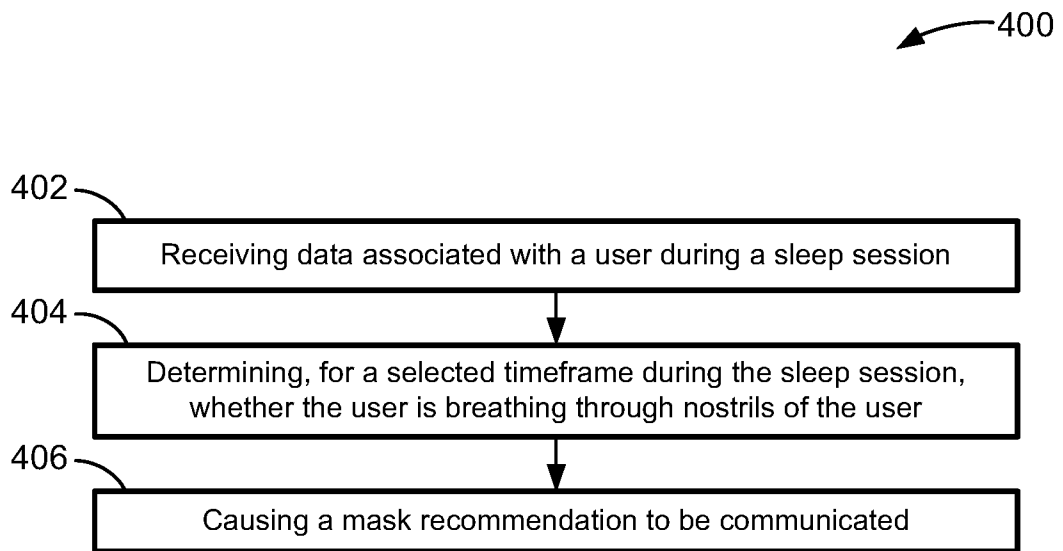 400
402
Receiving data associated with a user during a sleep session
404
Determining, for a selected timeframe during the sleep session,
whether the user is breathing through nostrils of the user
406
Causing a mask recommendation to be communicated